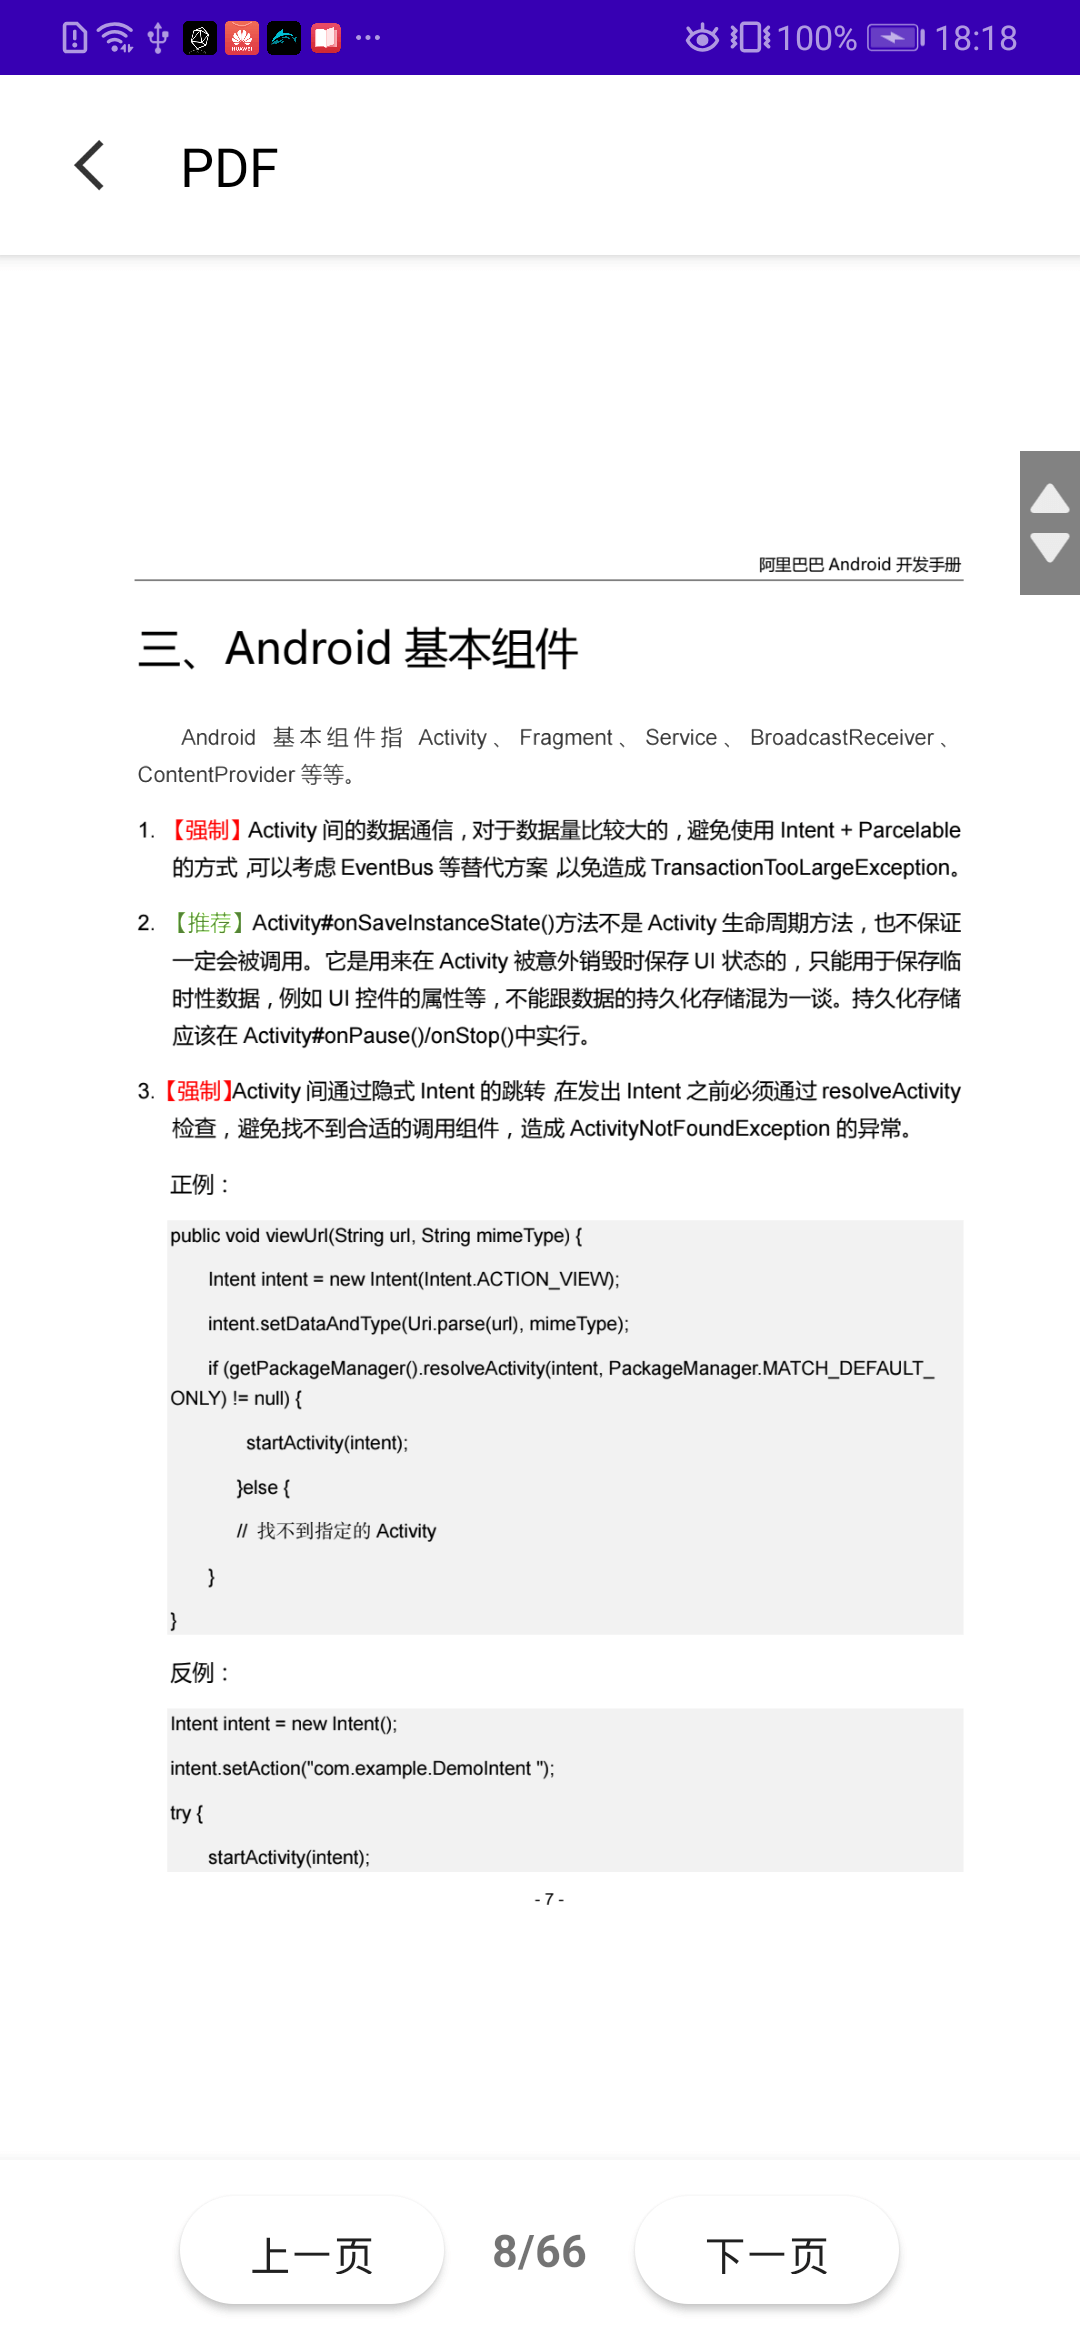 100% 18:18
PDF
阿里巴巴 Android 开发手册
三、Android 基本组件
Android 基本组件指 Activity、Fragment、Service、BroadcastReceiver、
ContentProvider 等等。
1. 【强制】Activity 间的数据通信，对于数据量比较大的，避免使用 Intent + Parcelable
的方式，可以考虑 EventBus 等替代方案，以免造成 TransactionTooLargeException。
2. 【推荐】Activity#onSaveInstanceState()方法不是 Activity 生命周期方法，也不保证
一定会被调用。它是用来在 Activity 被意外销毁时保存 UI 状态的，只能用于保存临
时性数据，例如 UI 控件的属性等，不能跟数据的持久化存储混为一谈。持久化存储
应该在 Activity#onPause()/onStop()中实行。
3.【强制】Activity 间通过隐式 Intent 的跳转，在发出 Intent 之前必须通过 resolveActivity
检查，避免找不到合适的调用组件，造成 ActivityNotFoundException 的异常。
正例：
public void viewUrl(String url, String mimeType) {
Intent intent = new Intent(Intent.ACTION_VIEW);
intent.setDataAndType(Uri.parse(url), mimeType);
if (getPackageManager().resolveActivity(intent, PackageManager.MATCH_DEFAULT_
ONLY) != null) {
startActivity(intent);
}else {
// 找不到指定的 Activity
}
}
反例：
Intent intent = new Intent();
intent.setAction("com.example.DemoIntent ");
try {
startActivity(intent);
- 7 -
上一页 8/66 下一页